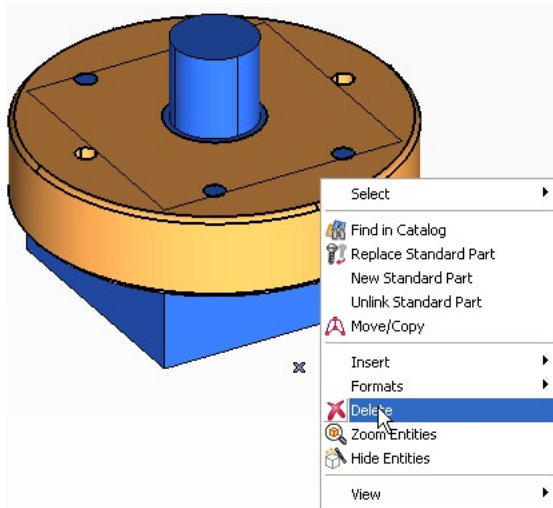 Select
Find in Catalog
Replace Standard Part
New Standard Part
Unlink Standard Part
Move/Copy
Insert
Formats
Delete
Zoom Entities
Hide Entities
View